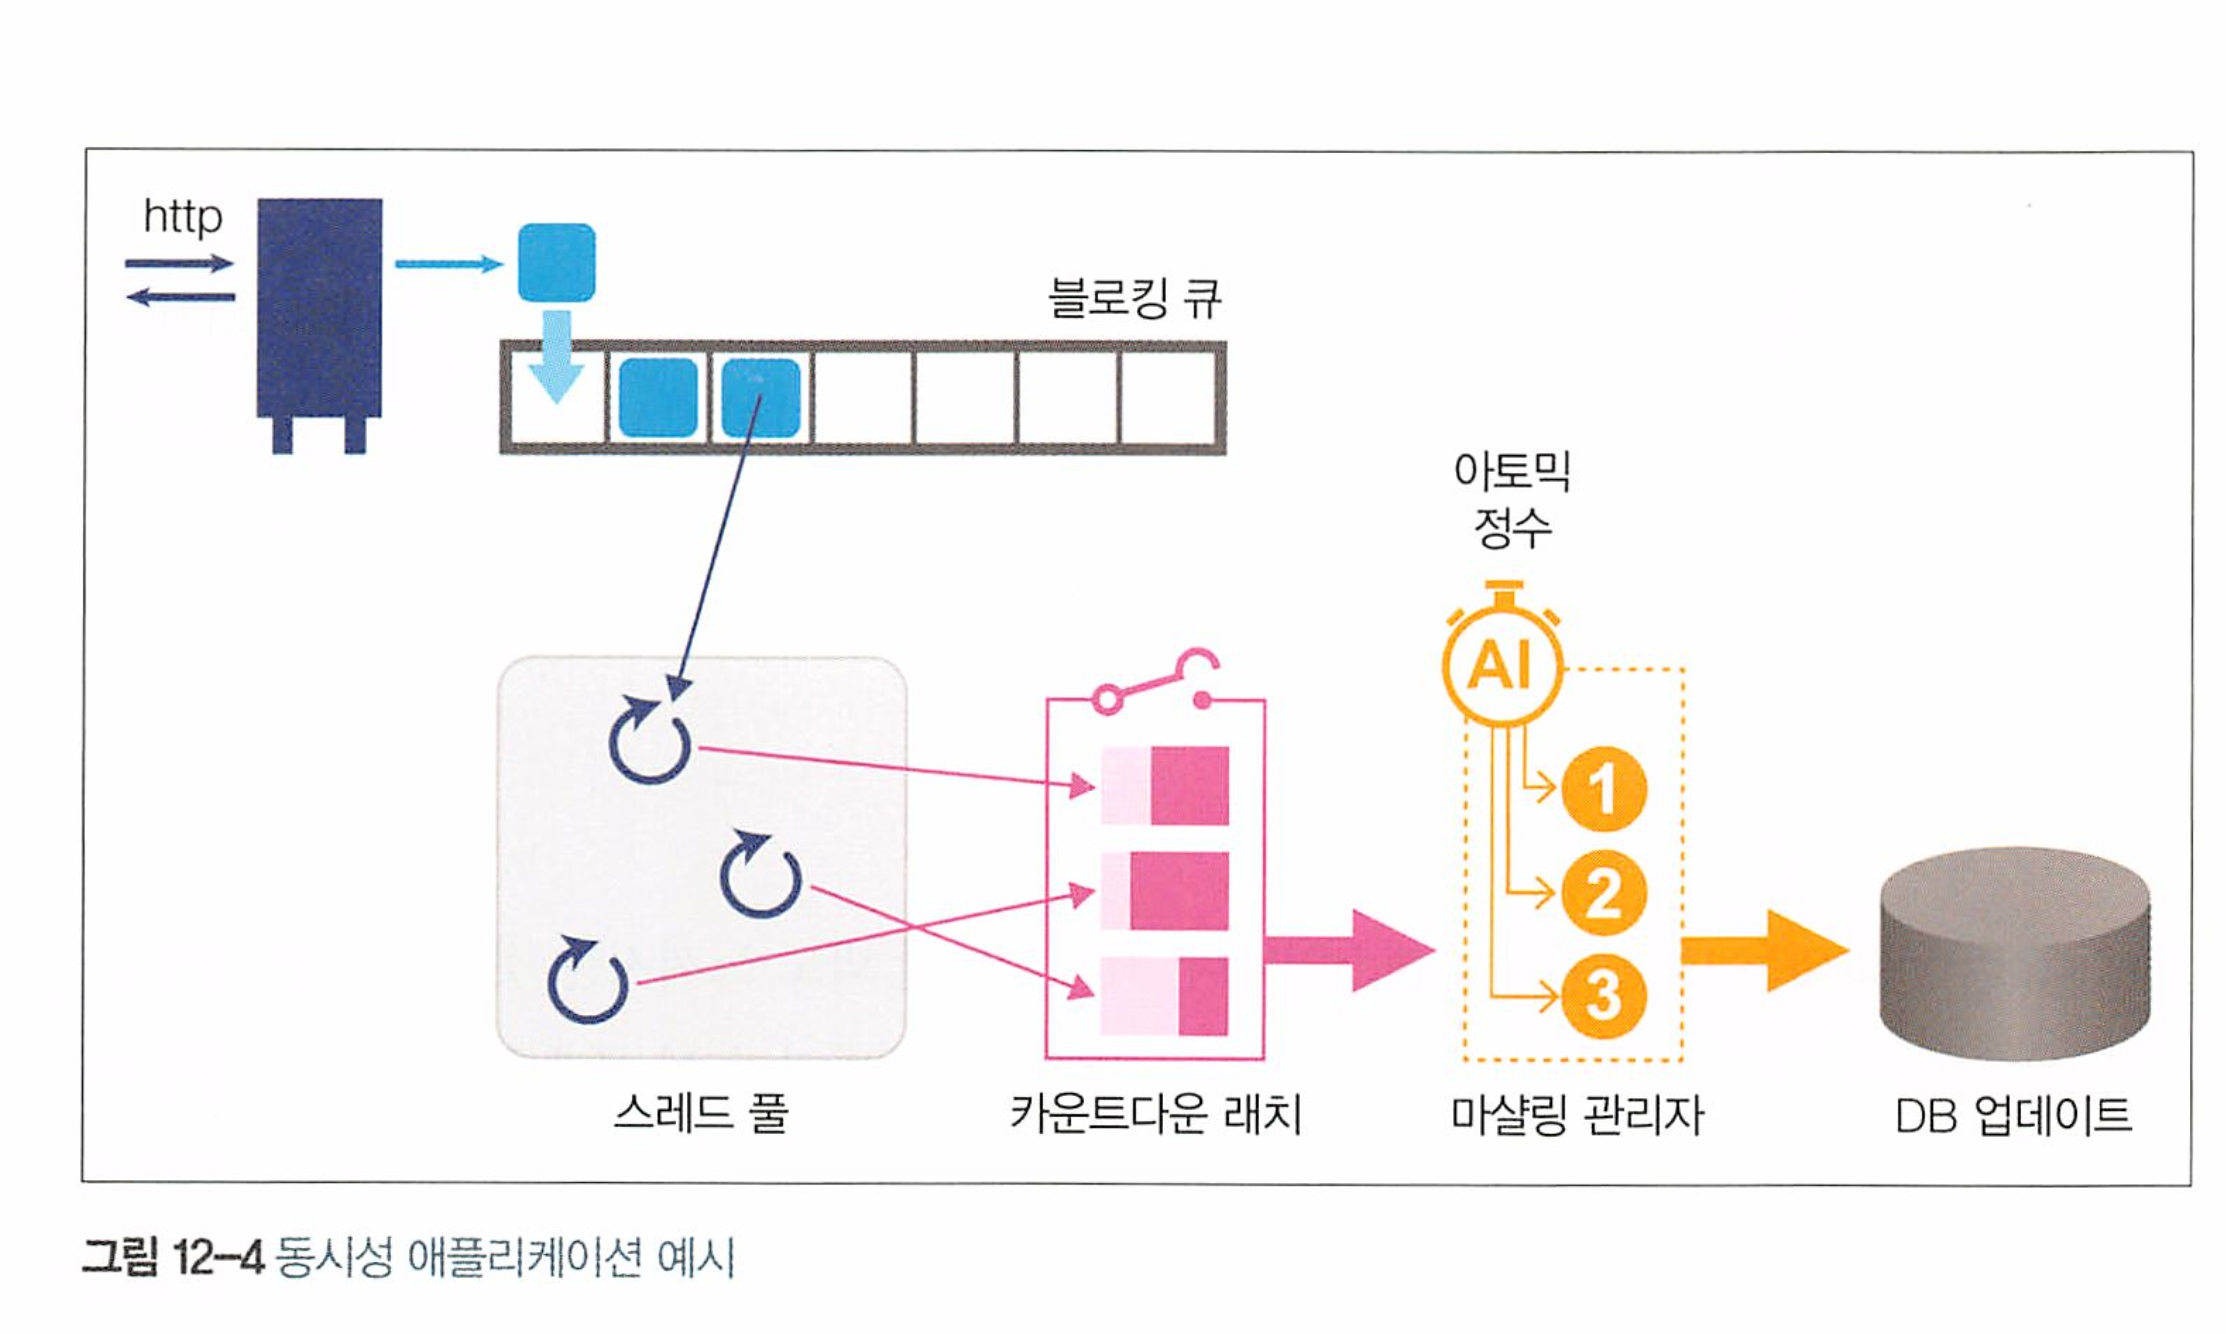 http
블로킹 큐
아토믹
정수
AI
1
2
3
스레드 풀
카운트다운 래치
마샬링 관리자
DB 업데이트
그림 12-4 동시성 애플리케이션 예시